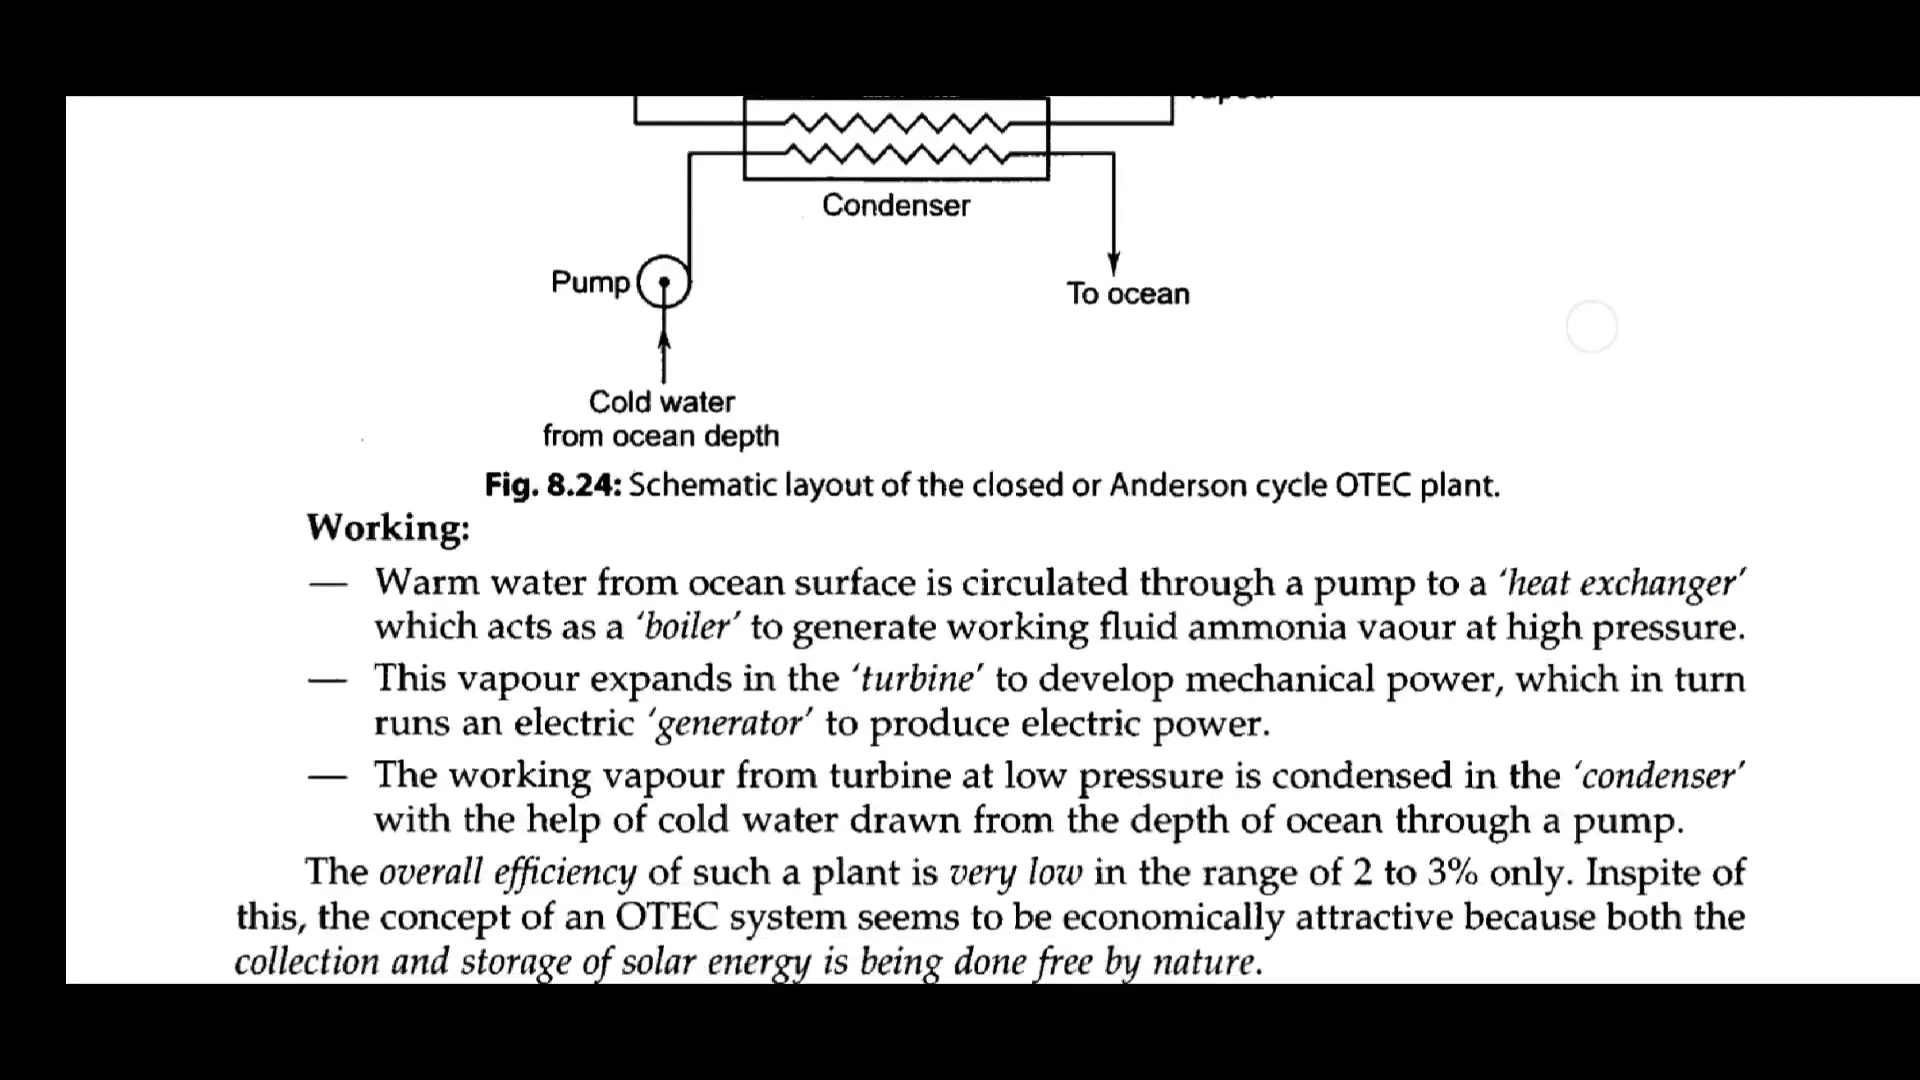 Condenser
Pump
To ocean
Cold water
from ocean depth
Fig. 8.24: Schematic layout of the closed or Anderson cycle OTEC plant.
Working:
— Warm water from ocean surface is circulated through a pump to a ‘heat exchanger’
which acts as a ‘boiler’ to generate working fluid ammonia vaour at high pressure.
— This vapour expands in the ‘turbine’ to develop mechanical power, which in turn
runs an electric ‘generator’ to produce electric power.
— The working vapour from turbine at low pressure is condensed in the ‘condenser’
with the help of cold water drawn from the depth of ocean through a pump.
The overall efficiency of such a plant is very low in the range of 2 to 3% only. Inspite of
this, the concept of an OTEC system seems to be economically attractive because both the
collection and storage of solar energy is being done free by nature.